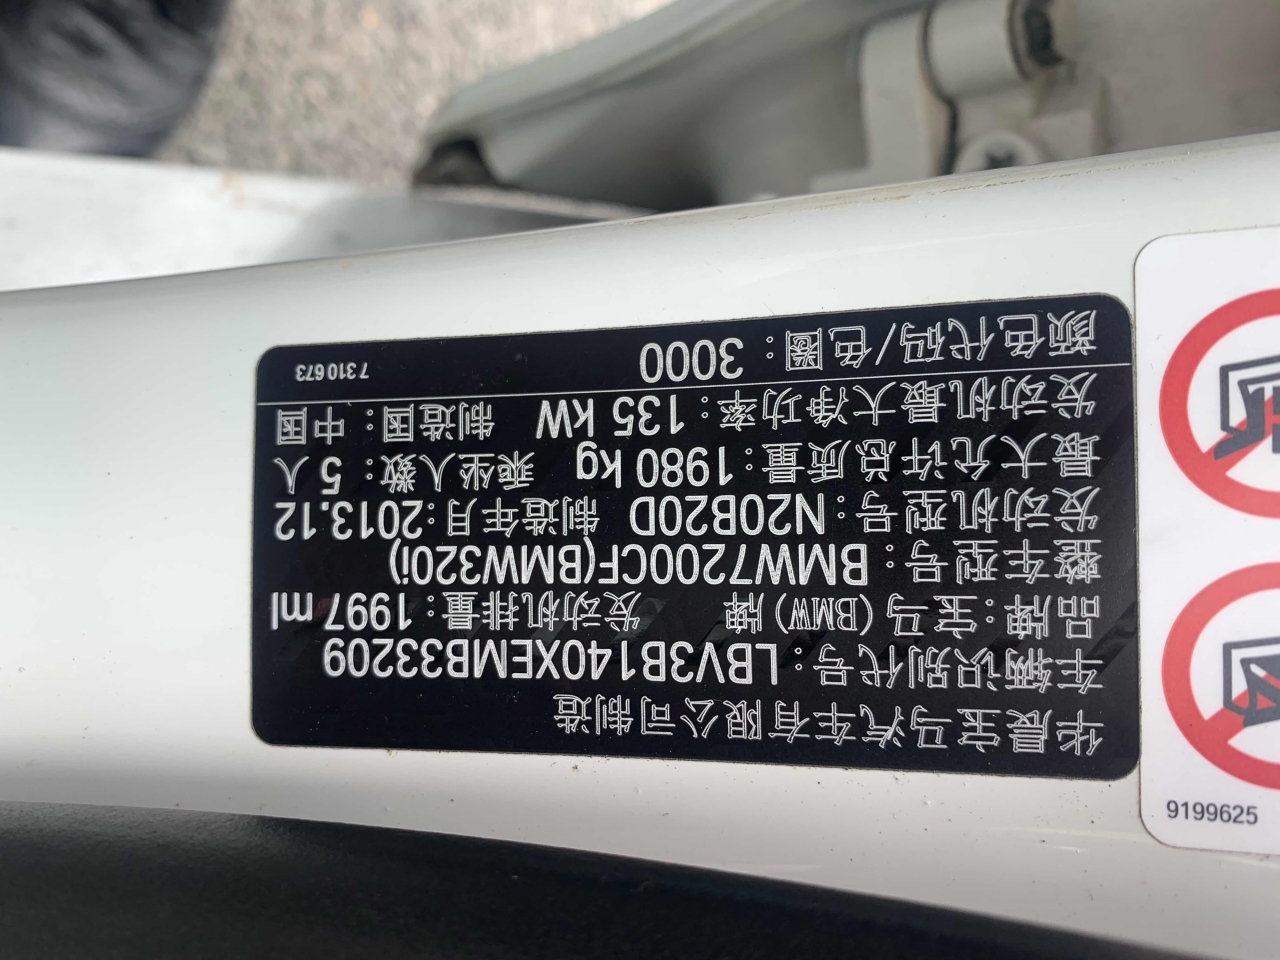 华晨宝马汽车有限公司制造
车辆识别代号：LBV3B140XEMB33209
品牌：宝马(BMW)牌 发动机排量：1997 ml
整车型号：BMW7200CF(BMW320i)
发动机型号：N20B20D 制造年月：2013.12
最大允许总质量：1980 kg 乘坐人数：5 人
发动机最大净功率：135 kW 制造国：中国
颜色代码/色圈：3000 7 310 673
9199625